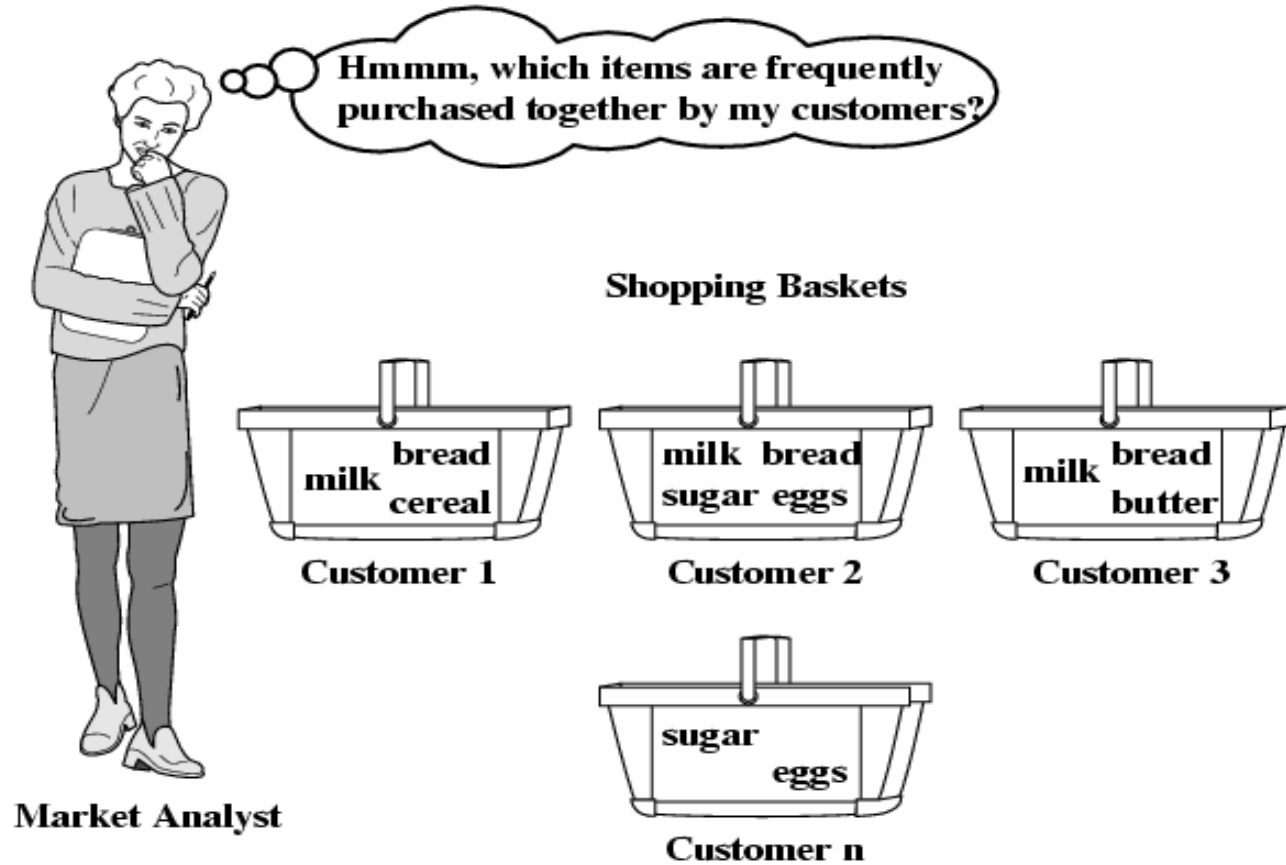 Hmmm, which items are frequently
purchased together by my customers?
Shopping Baskets
milk
bread
cereal
Customer 1
milk bread
sugar eggs
Customer 2
milk
bread
butter
Customer 3
sugar
eggs
Customer n
Market Analyst